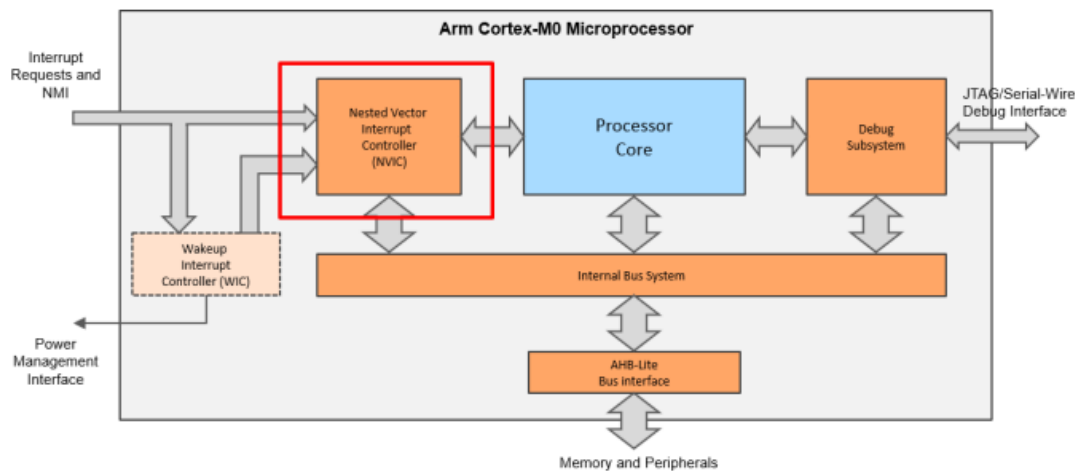 Arm Cortex-M0 Microprocessor
Interrupt
Requests and
NMI
Nested Vector
Interrupt
Controller
(NVIC)
Processor
Core
Debug
Subsystem
JTAG/Serial-Wire
Debug Interface
Wakeup
Interrupt
Controller (WIC)
Internal Bus System
Power
Management
Interface
AHB-Lite
Bus Interface
Memory and Peripherals